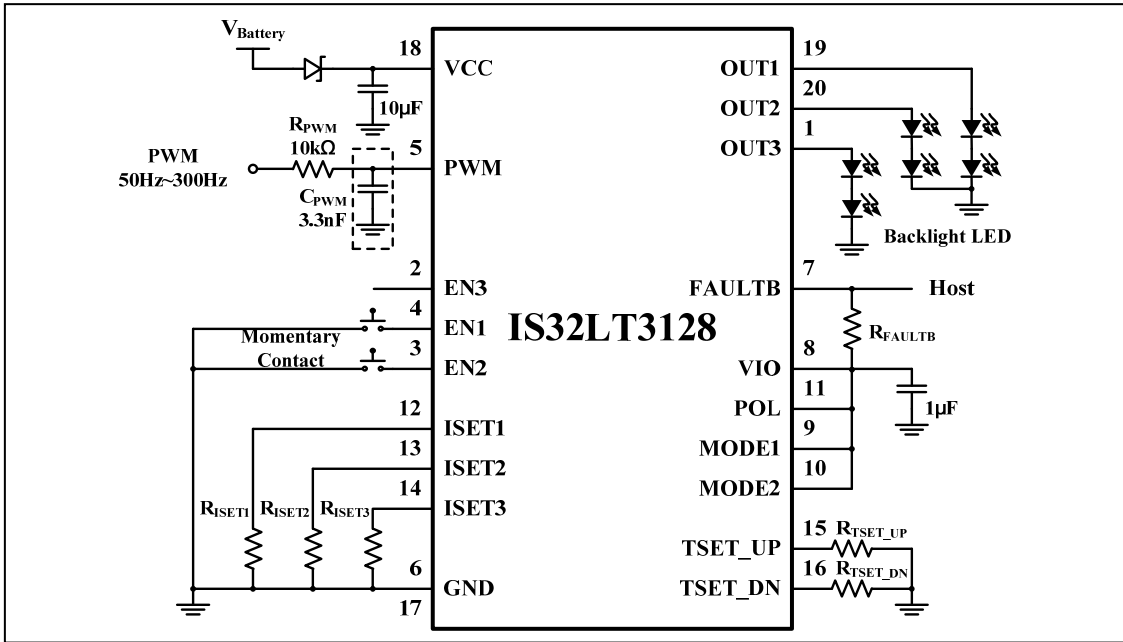 VBattery
18
VCC
10µF
RPWM
10kΩ
PWM
50Hz~300Hz
5
PWM
CPWM
3.3nF
2
EN3
4
EN1
Momentary
Contact
3
EN2
12
ISET1
13
ISET2
14
ISET3
RISET1
RISET2
RISET3
6
GND
17
IS32LT3128
19
OUT1
20
OUT2
1
OUT3
Backlight LED
7
FAULTB
Host
RFAULTB
8
VIO
11
POL
1µF
9
MODE1
10
MODE2
15
TSET_UP
RTSET_UP
16
TSET_DN
RTSET_DN